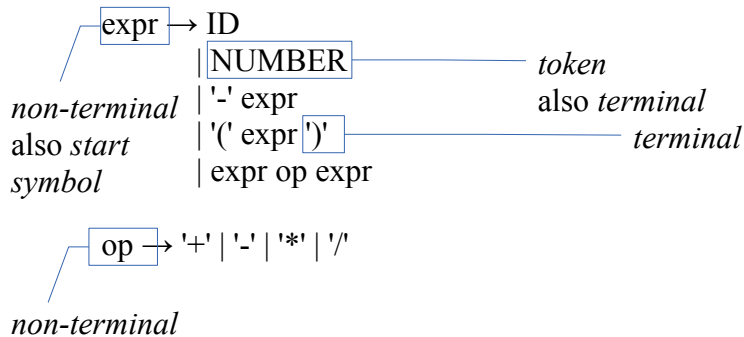 expr → ID
| NUMBER
token
| '-' expr
also terminal
non-terminal
also start
symbol
| '(' expr ')'
terminal
| expr op expr
op → '+' | '-' | '*' | '/'
non-terminal